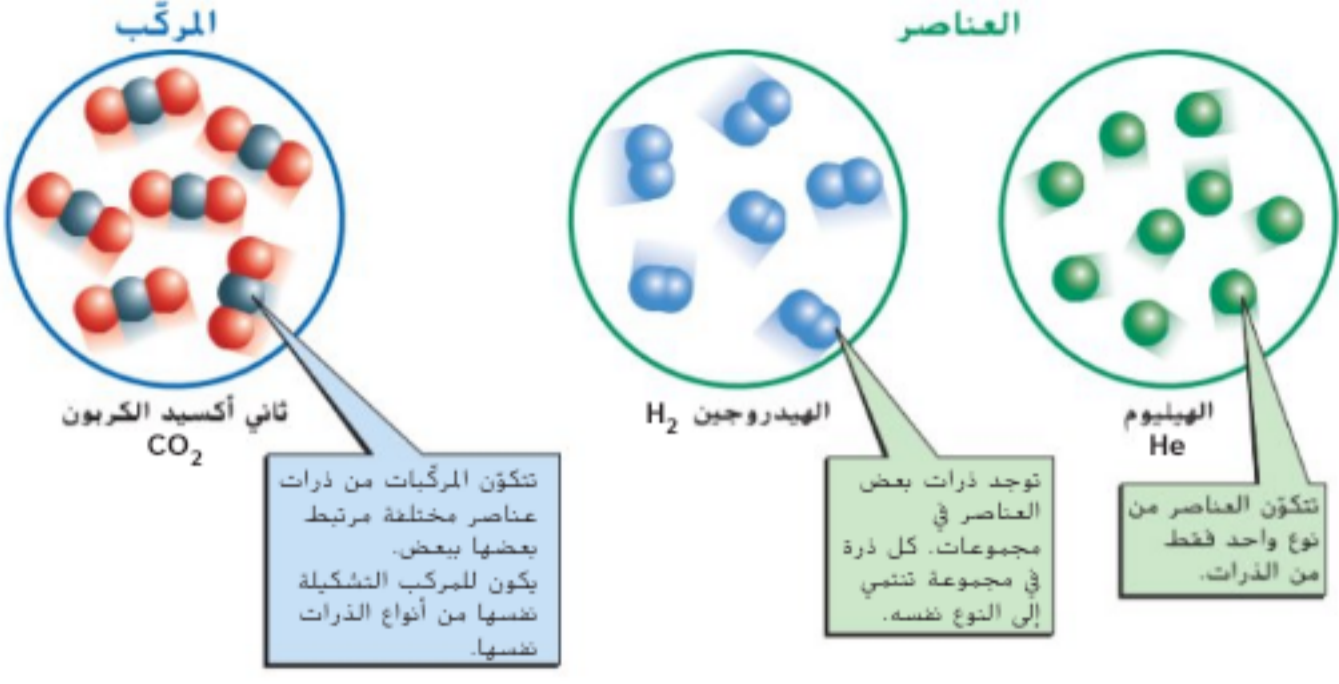 العناصر
المركّب
الهيليوم
He
الهيدروجين H₂
ثاني أكسيد الكربون
CO₂
تتكوّن العناصر من
نوع واحد فقط
من الذرات.
توجد ذرات بعض
العناصر في
مجموعات. كل ذرة
في مجموعة تنتمي
إلى النوع نفسه.
تتكوّن المركّبات من ذرات
عناصر مختلفة مرتبط
بعضها ببعض.
يكون للمركب التشكيلة
نفسها من أنواع الذرات
نفسها.